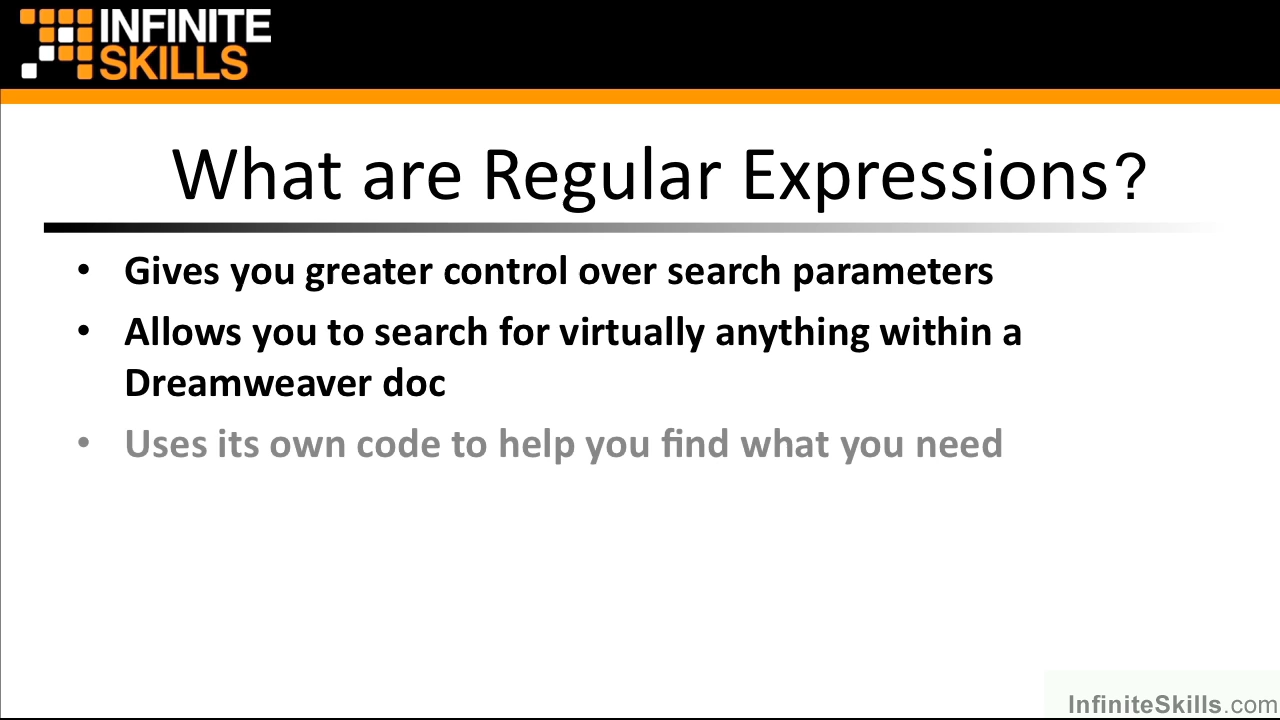 INFINITE
SKILLS
What are Regular Expressions?
• Gives you greater control over search parameters
• Allows you to search for virtually anything within a
Dreamweaver doc
• Uses its own code to help you find what you need
InfiniteSkills.com